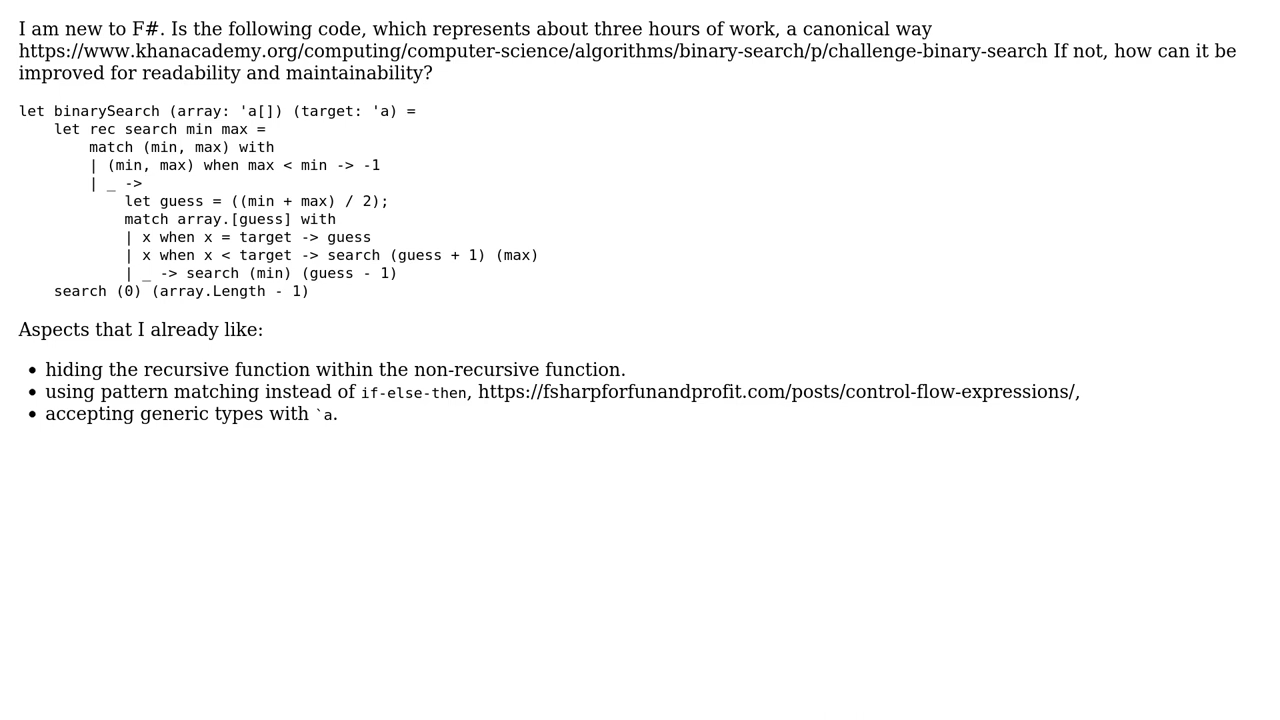 I am new to F#. Is the following code, which represents about three hours of work, a canonical way
https://www.khanacademy.org/computing/computer-science/algorithms/binary-search/p/challenge-binary-search If not, how can it be
improved for readability and maintainability?
let binarySearch (array: 'a[]) (target: 'a) =
    let rec search min max =
        match (min, max) with
        | (min, max) when max < min -> -1
        | _ ->
            let guess = ((min + max) / 2);
            match array.[guess] with
            | x when x = target -> guess
            | x when x < target -> search (guess + 1) (max)
            | _ -> search (min) (guess - 1)
    search (0) (array.Length - 1)
Aspects that I already like:
• hiding the recursive function within the non-recursive function.
• using pattern matching instead of if-else-then, https://fsharpforfunandprofit.com/posts/control-flow-expressions/,
• accepting generic types with `a.